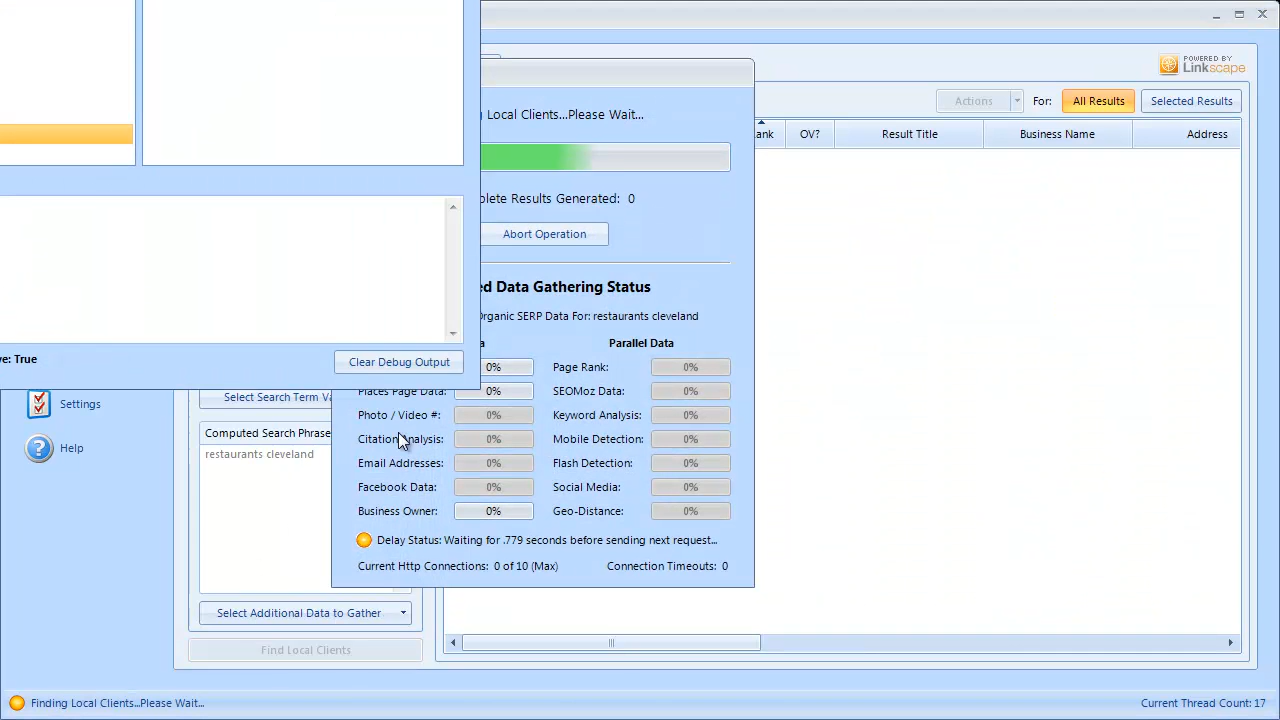 POWERED BY
Linkscape
Actions
For:
All Results
Selected Results
OV?
Result Title
Business Name
Address
Local Clients...Please Wait...
Results Generated: 0
Abort Operation
Data Gathering Status
Organic SERP Data For: restaurants cleveland
Parallel Data
ve: True
Clear Debug Output
0%
Page Rank:
0%
Settings
Select Search Term
Places Page Data:
0%
SEOMoz Data:
0%
Photo / Video #:
0%
Keyword Analysis:
0%
Computed Search Phrase
Citation Analysis:
0%
Mobile Detection:
0%
restaurants cleveland
Help
Email Addresses:
0%
Flash Detection:
0%
Facebook Data:
0%
Social Media:
0%
Business Owner:
0%
Geo-Distance:
0%
Delay Status: Waiting for .779 seconds before sending next request...
Current Http Connections: 0 of 10 (Max)
Connection Timeouts: 0
Select Additional Data to Gather
Find Local Clients
Finding Local Clients...Please Wait...
Current Thread Count: 17